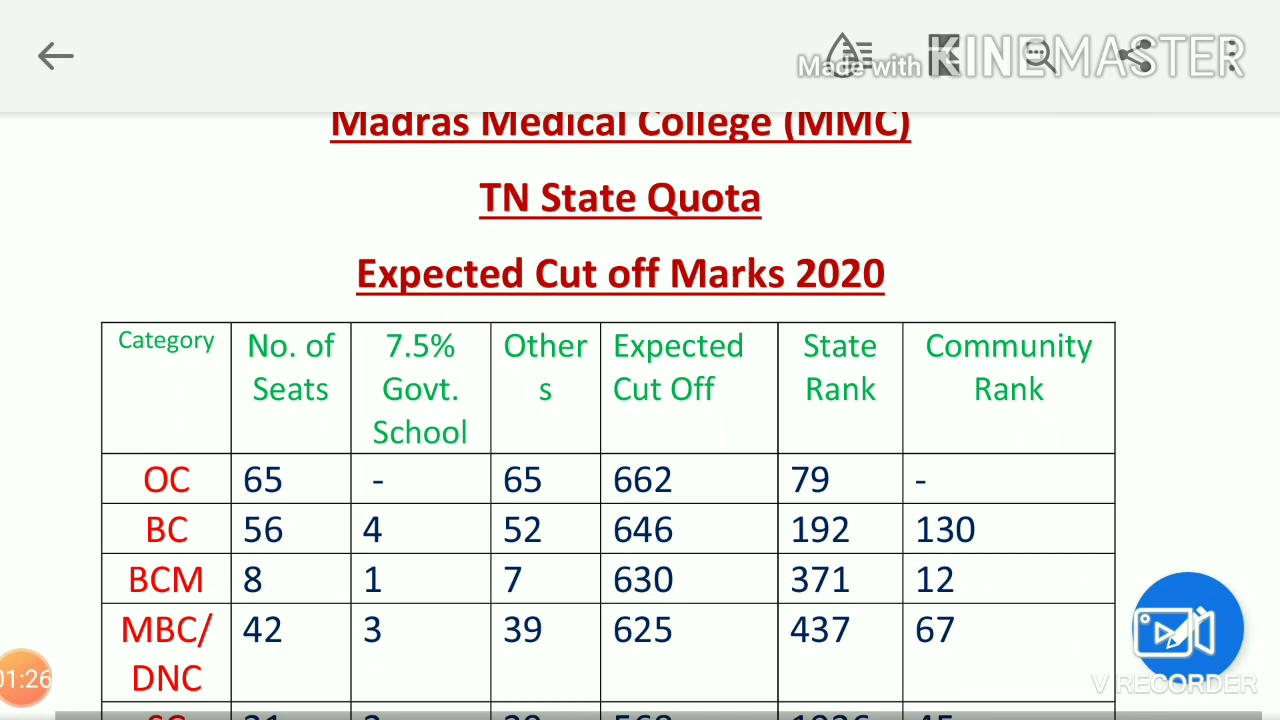 Made with KINEMASTER
Madras Medical College (MMC)
TN State Quota
Expected Cut off Marks 2020
Category No. of Seats 7.5% Govt. School Others Expected Cut Off State Rank Community Rank
OC 65 - 65 662 79 -
BC 56 4 52 646 192 130
BCM 8 1 7 630 371 12
MBC/ 42 3 39 625 437 67
DNC
01:26
V RECORDER